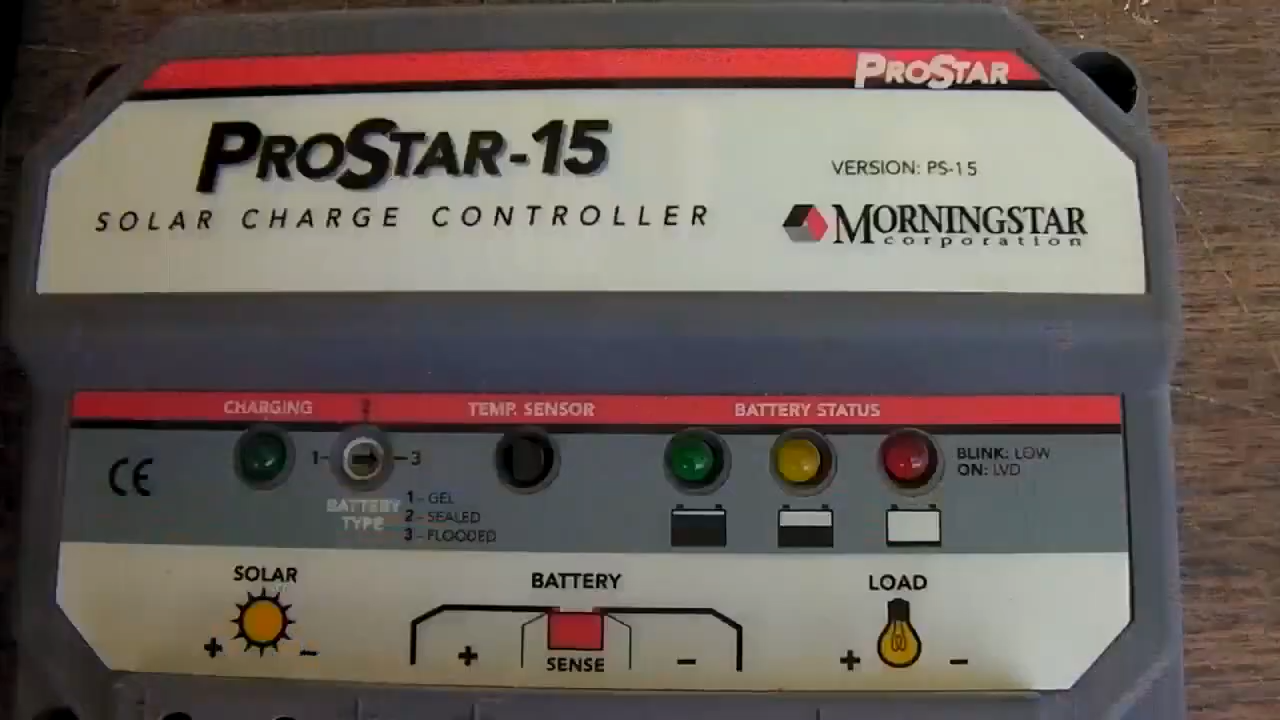 PROSTAR
PROSTAR-15
VERSION: PS-15
SOLAR CHARGE CONTROLLER
MORNINGSTAR
corporation
CHARGING
2
TEMP. SENSOR
BATTERY STATUS
CE
1
3
BLINK: LOW
ON: LVD
BATTERY
TYPE
1 - GEL
2 - SEALED
3 - FLOODED
SOLAR
BATTERY
LOAD
+ -
+ SENSE -
+ -